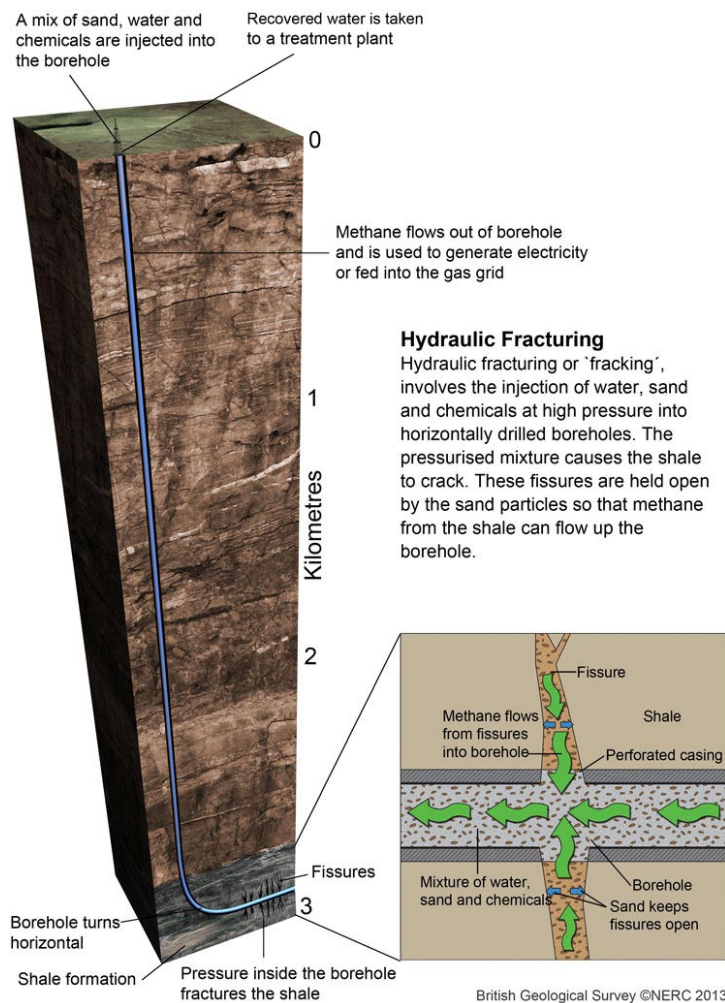 A mix of sand, water and
chemicals are injected into
the borehole
Recovered water is taken
to a treatment plant
0
Methane flows out of borehole
and is used to generate electricity
or fed into the gas grid
Hydraulic Fracturing
Hydraulic fracturing or `fracking´,
involves the injection of water, sand
and chemicals at high pressure into
horizontally drilled boreholes. The
pressurised mixture causes the shale
to crack. These fissures are held open
by the sand particles so that methane
from the shale can flow up the
borehole.
1
Kilometres
2
Fissure
Methane flows
from fissures
into borehole
Shale
Perforated casing
Mixture of water,
sand and chemicals
Borehole
Sand keeps
fissures open
Fissures
3
Borehole turns
horizontal
Shale formation
Pressure inside the borehole
fractures the shale
British Geological Survey ©NERC 2013